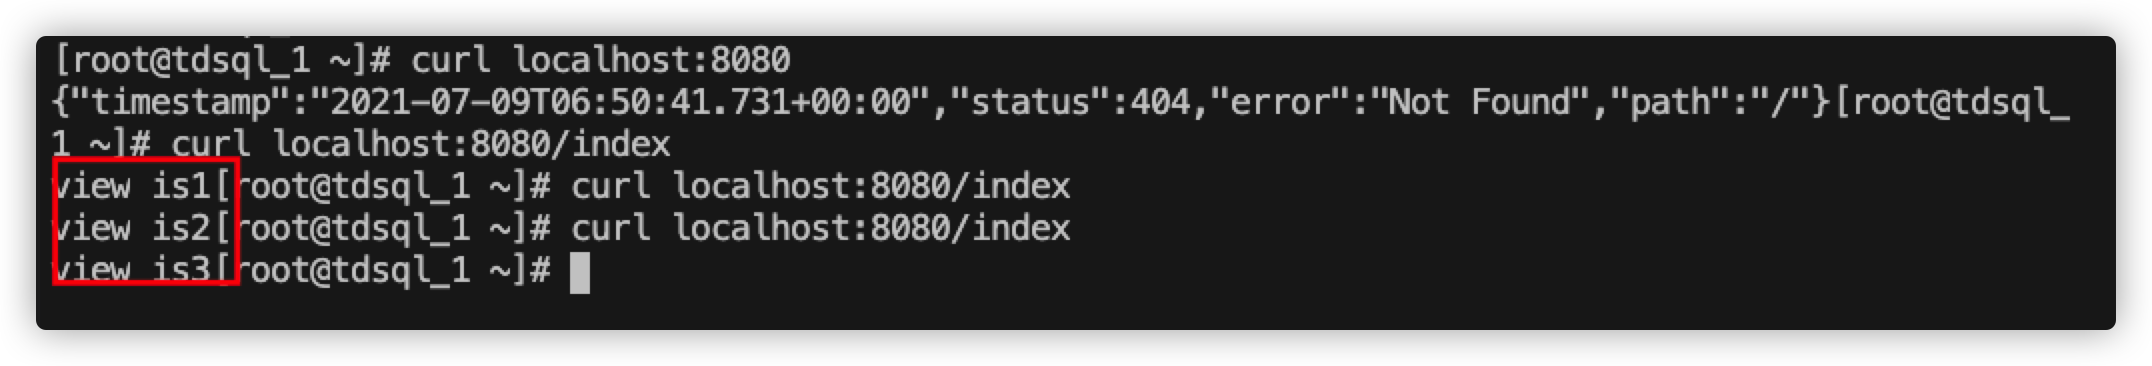 [root@tdsql_1 ~]# curl localhost:8080
{"timestamp":"2021-07-09T06:50:41.731+00:00","status":404,"error":"Not Found","path":"/"}[root@tdsql_
1 ~]# curl localhost:8080/index
view is1[root@tdsql_1 ~]# curl localhost:8080/index
view is2[root@tdsql_1 ~]# curl localhost:8080/index
view is3[root@tdsql_1 ~]#